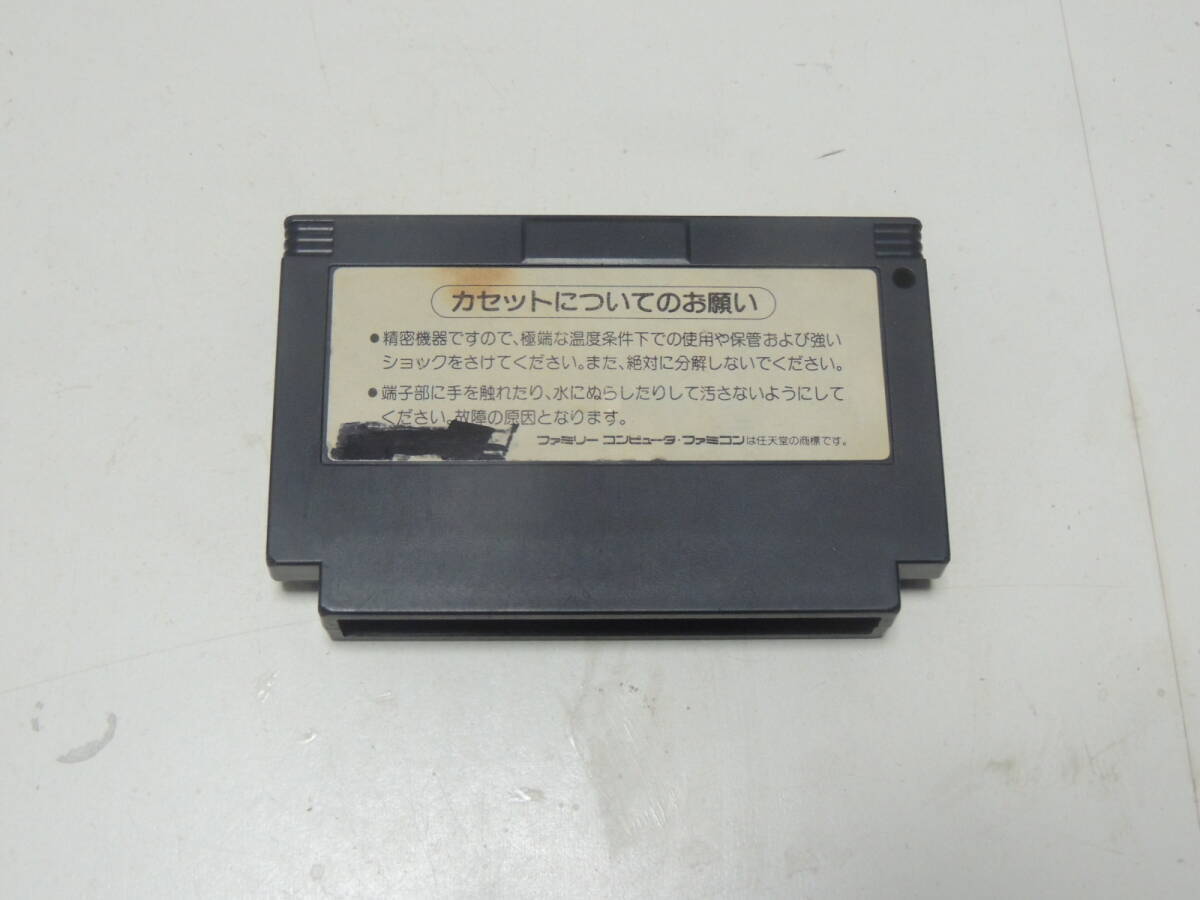 カセットについてのお願い
●精密機器ですので、極端な温度条件下での使用や保管および強い
ショックをさけてください。また、絶対に分解しないでください。
●端子部に手を触れたり、水にぬらしたりして汚さないようにして
ください。故障の原因となります。
ファミリー コンピュータ・ファミコンは任天堂の商標です。